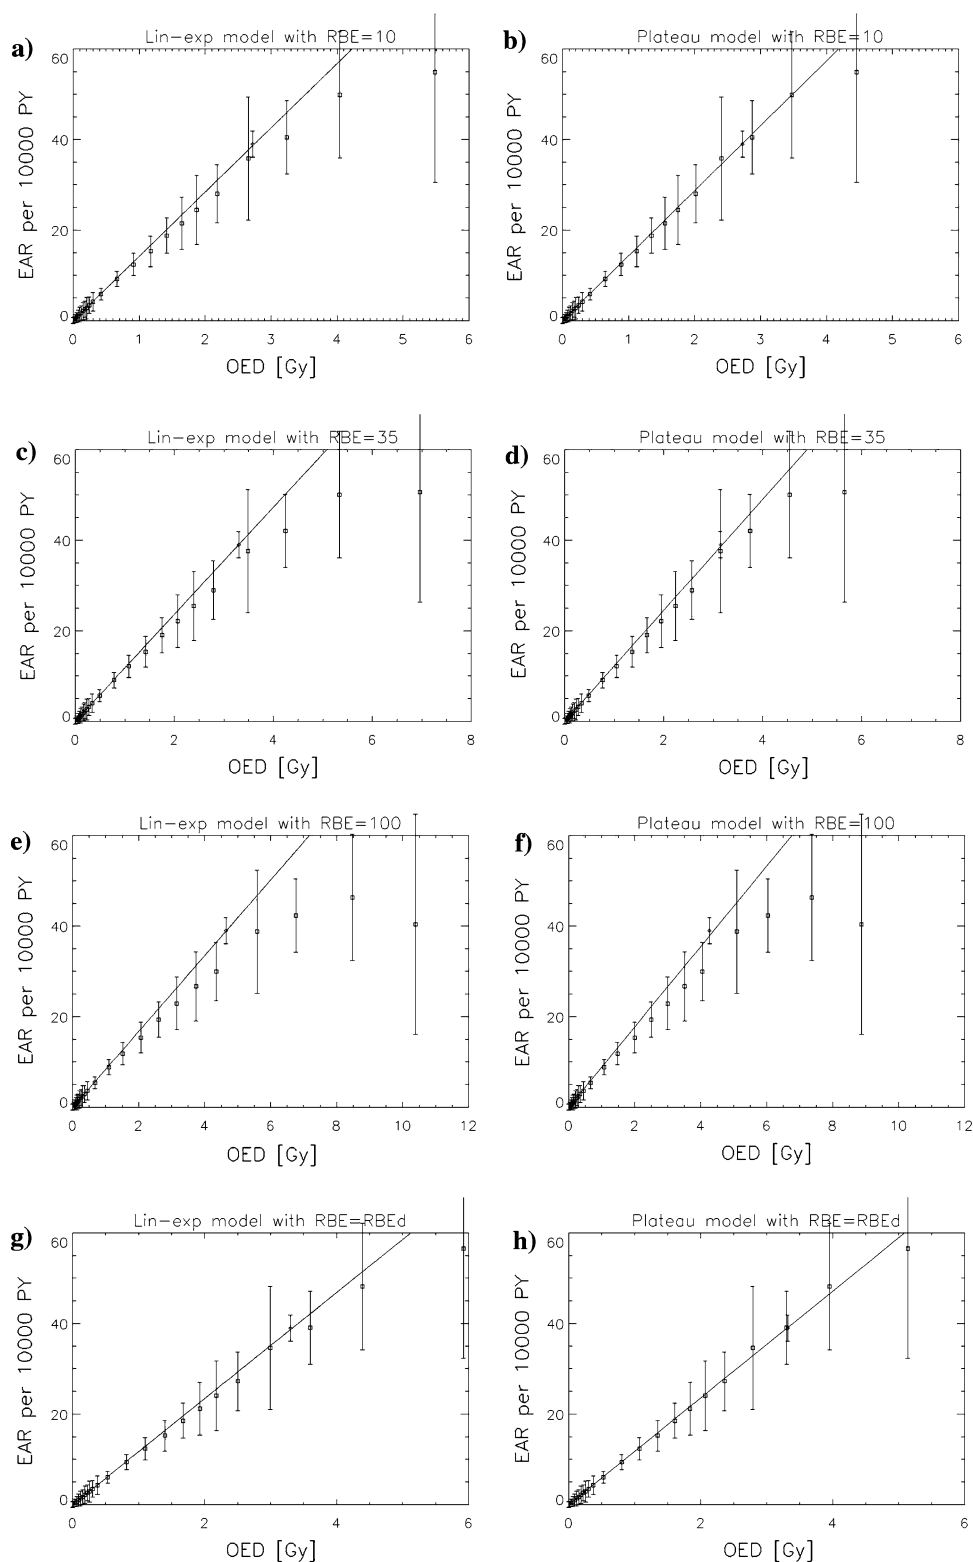 a) Lin-exp model with RBE=10
60
40
20
0
EAR per 10000 PY
0 1 2 3 4 5 6
OED [Gy]
b) Plateau model with RBE=10
60
40
20
0
EAR per 10000 PY
0 1 2 3 4 5 6
OED [Gy]
c) Lin-exp model with RBE=35
60
40
20
0
EAR per 10000 PY
0 2 4 6 8
OED [Gy]
d) Plateau model with RBE=35
60
40
20
0
EAR per 10000 PY
0 2 4 6 8
OED [Gy]
e) Lin-exp model with RBE=100
60
40
20
0
EAR per 10000 PY
0 2 4 6 8 10 12
OED [Gy]
f) Plateau model with RBE=100
60
40
20
0
EAR per 10000 PY
0 2 4 6 8 10 12
OED [Gy]
g) Lin-exp model with RBE=RBEd
60
40
20
0
EAR per 10000 PY
0 2 4 6
OED [Gy]
h) Plateau model with RBE=RBEd
60
40
20
0
EAR per 10000 PY
0 2 4 6
OED [Gy]